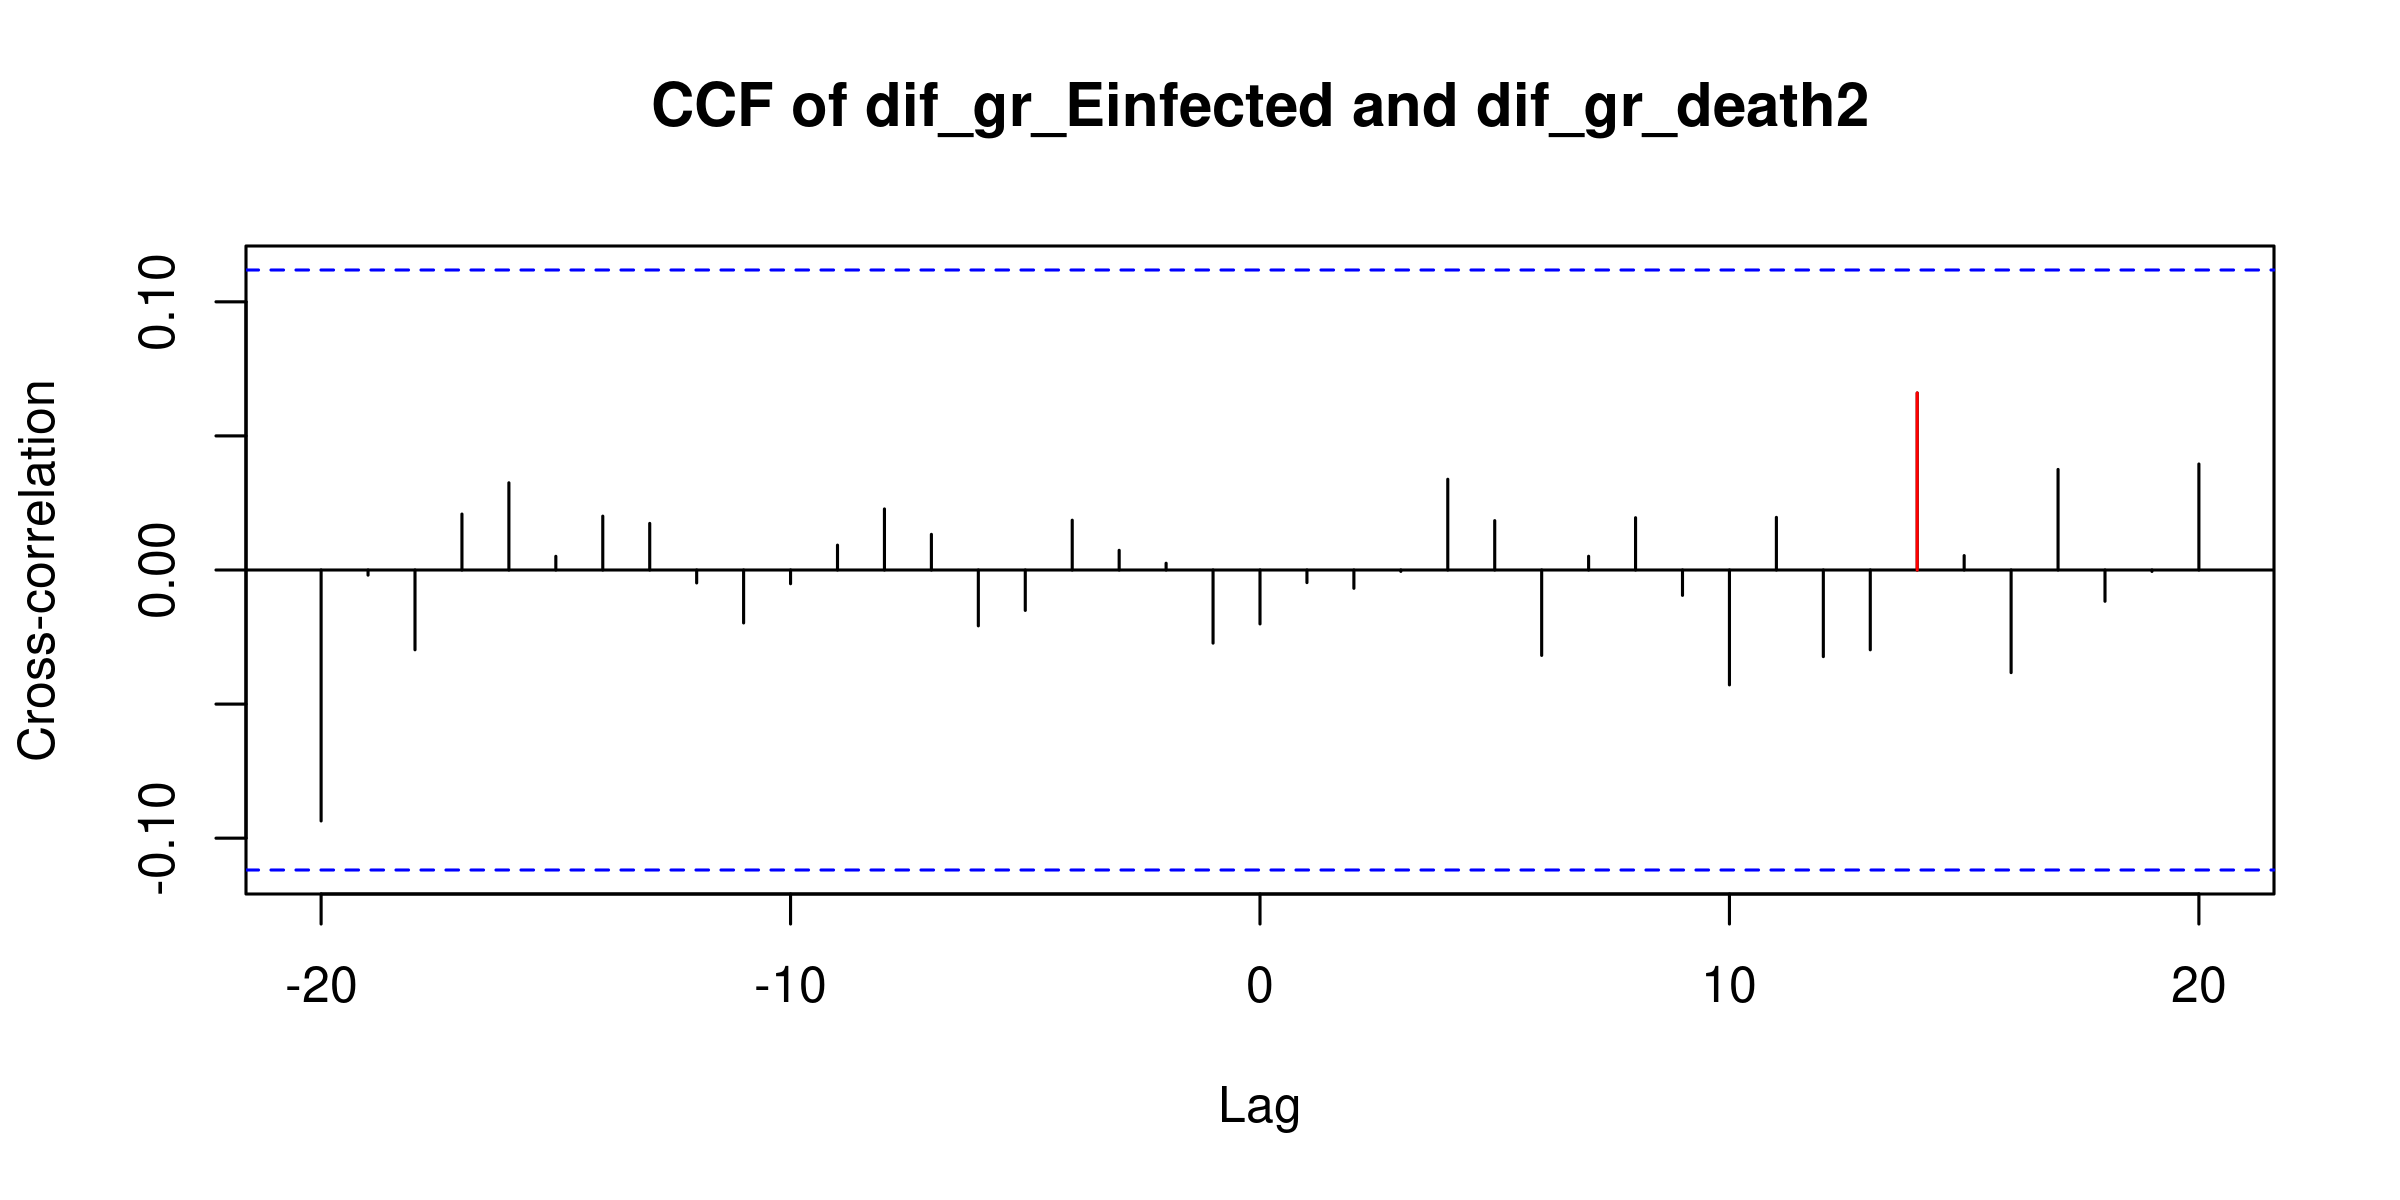 CCF of dif_gr_Einfected and dif_gr_death2
Cross-correlation
0.10
0.00
-0.10
-20 -10 0 10 20
Lag